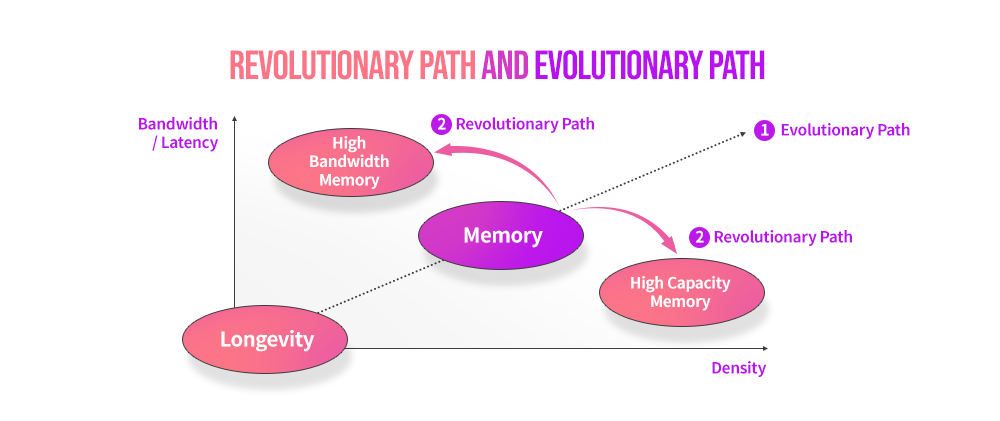 REVOLUTIONARY PATH AND EVOLUTIONARY PATH
Bandwidth
/ Latency
High
Bandwidth
Memory
2 Revolutionary Path
1 Evolutionary Path
Memory
2 Revolutionary Path
High Capacity
Memory
Longevity
Density